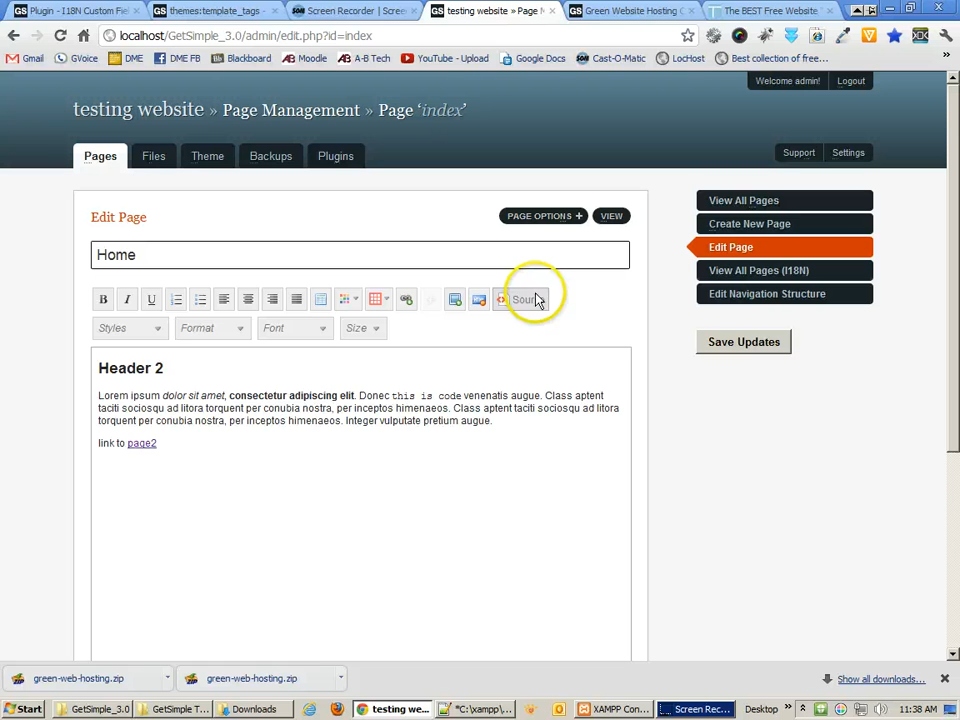 GS Plugin - I18N Custom Fiel
GS themes:template_tags -
Screen Recorder | Screen
GS testing website » Page M
GS Green Website Hosting C
The BEST Free Website
localhost/GetSimple_3.0/admin/edit.php?id=index
Gmail GVoice DME DME FB Blackboard AB Moodle AB A-B Tech YouTube - Upload Google Docs Cast-O-Matic LocHost Best collection of free... »
Welcome admin! Logout
testing website » Page Management » Page ‘index’
Pages Files Theme Backups Plugins
Support Settings
Edit Page
PAGE OPTIONS + VIEW
Home
B I U
Styles Format Font Size
Header 2
Lorem ipsum dolor sit amet, consectetur adipiscing elit. Donec this is code venenatis augue. Class aptent
taciti sociosqu ad litora torquent per conubia nostra, per inceptos himenaeos. Class aptent taciti sociosqu ad litora
torquent per conubia nostra, per inceptos himenaeos. Integer vulputate pretium augue.
link to page2
View All Pages
Create New Page
Edit Page
View All Pages (I18N)
Edit Navigation Structure
Save Updates
green-web-hosting.zip
green-web-hosting.zip
Show all downloads...
Start GetSimple_3.0 GetSimple T... Downloads testing we... *C:\xampp\... XAMPP Con... Screen Rec... Desktop » 11:38 AM